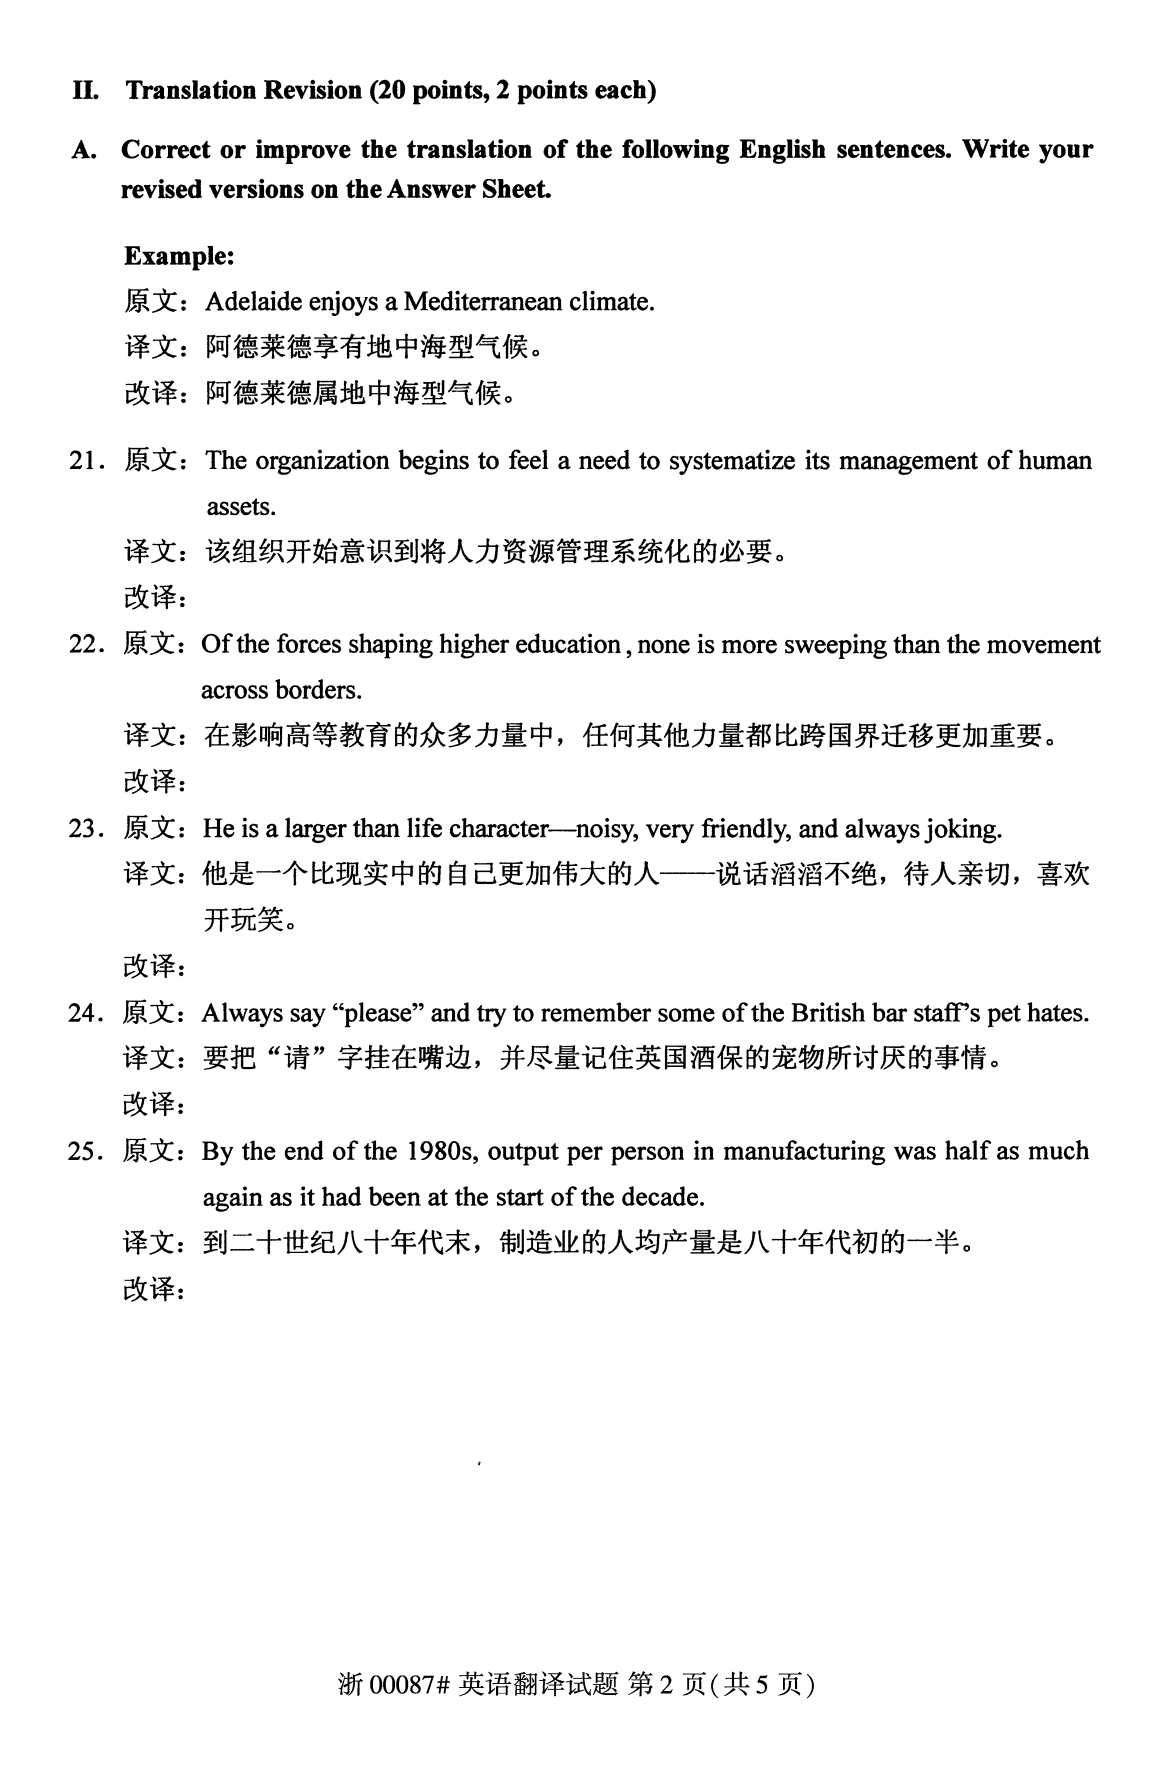 II. Translation Revision (20 points, 2 points each)
A. Correct or improve the translation of the following English sentences. Write your
revised versions on the Answer Sheet.
Example:
原文：Adelaide enjoys a Mediterranean climate.
译文：阿德莱德享有地中海型气候。
改译：阿德莱德属地中海型气候。
21. 原文：The organization begins to feel a need to systematize its management of human
assets.
译文：该组织开始意识到将人力资源管理系统化的必要。
改译：
22. 原文：Of the forces shaping higher education, none is more sweeping than the movement
across borders.
译文：在影响高等教育的众多力量中，任何其他力量都比跨国界迁移更加重要。
改译：
23. 原文：He is a larger than life character—noisy, very friendly, and always joking.
译文：他是一个比现实中的自己更加伟大的人——说话滔滔不绝，待人亲切，喜欢
开玩笑。
改译：
24. 原文：Always say “please” and try to remember some of the British bar staff’s pet hates.
译文：要把“请”字挂在嘴边，并尽量记住英国酒保的宠物所讨厌的事情。
改译：
25. 原文：By the end of the 1980s, output per person in manufacturing was half as much
again as it had been at the start of the decade.
译文：到二十世纪八十年代末，制造业的人均产量是八十年代初的一半。
改译：
浙 00087# 英语翻译试题 第 2 页(共 5 页)